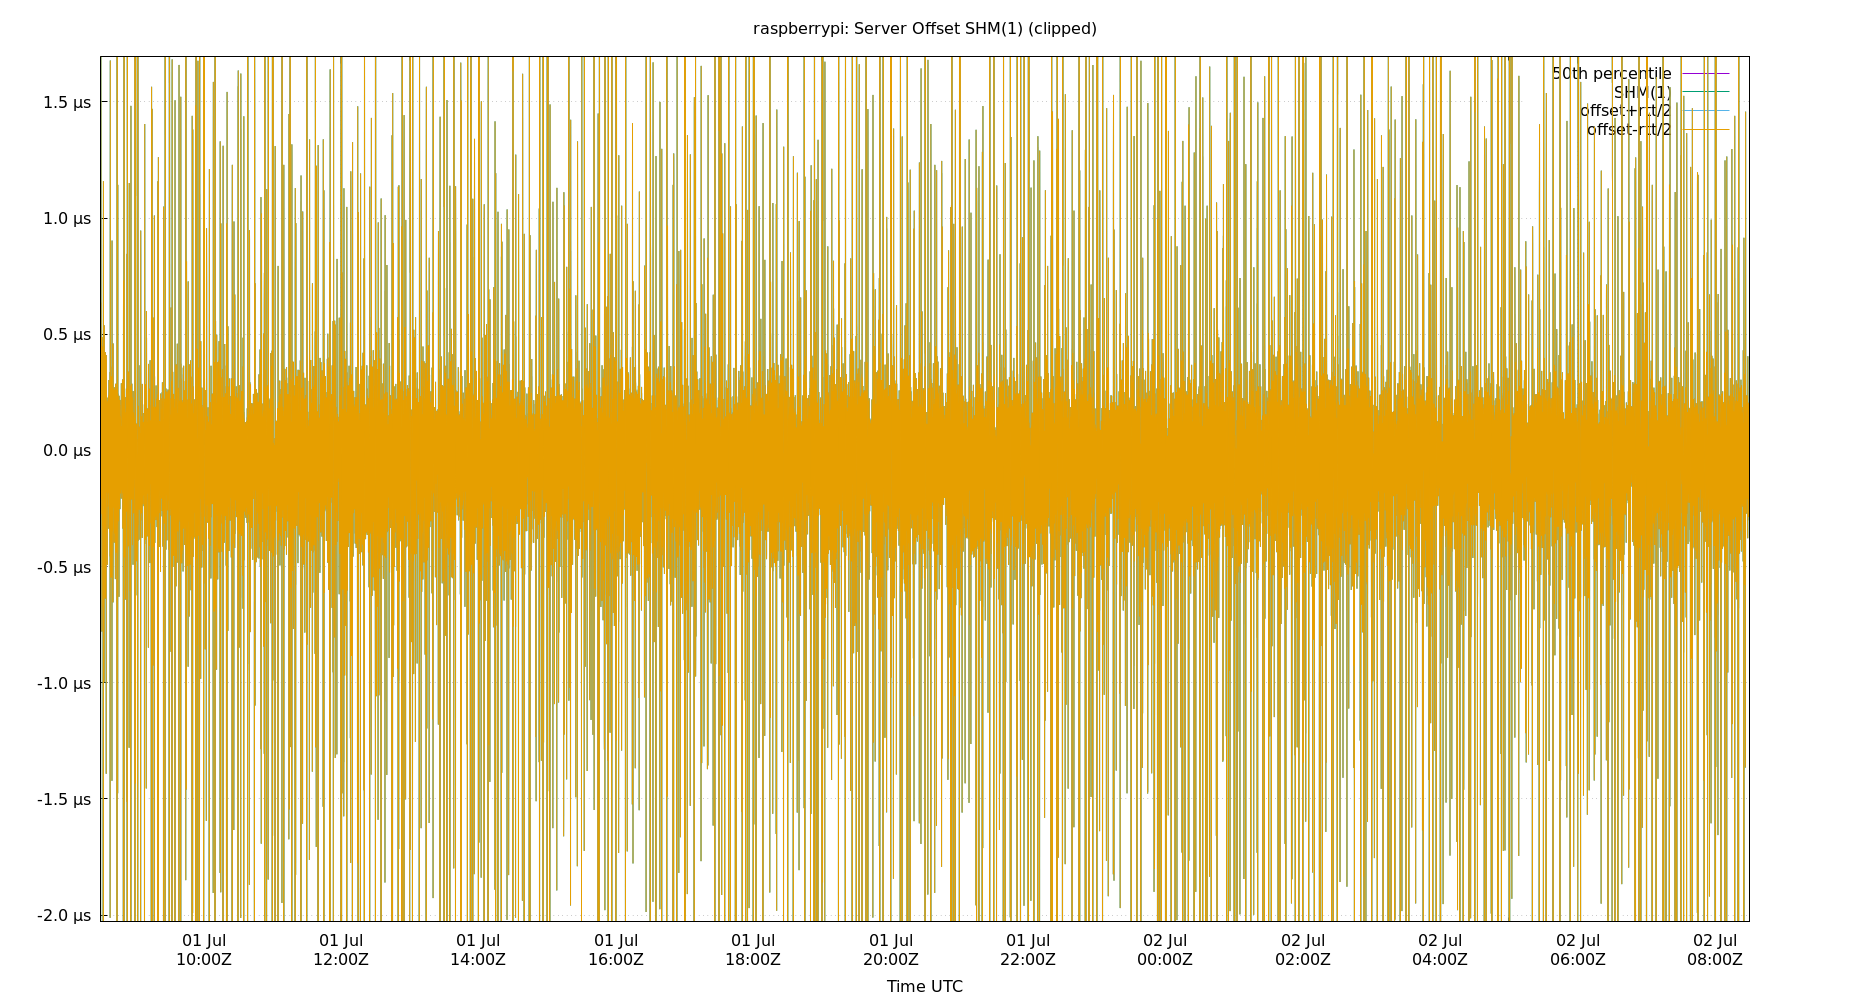 raspberrypi: Server Offset SHM(1) (clipped)
50th percentile
SHM(1)
offset+rtt/2
offset-rtt/2
1.5 µs
1.0 µs
0.5 µs
0.0 µs
-0.5 µs
-1.0 µs
-1.5 µs
-2.0 µs
01 Jul 01 Jul 01 Jul 01 Jul 01 Jul 01 Jul 01 Jul 02 Jul 02 Jul 02 Jul 02 Jul 02 Jul
10:00Z 12:00Z 14:00Z 16:00Z 18:00Z 20:00Z 22:00Z 00:00Z 02:00Z 04:00Z 06:00Z 08:00Z
Time UTC